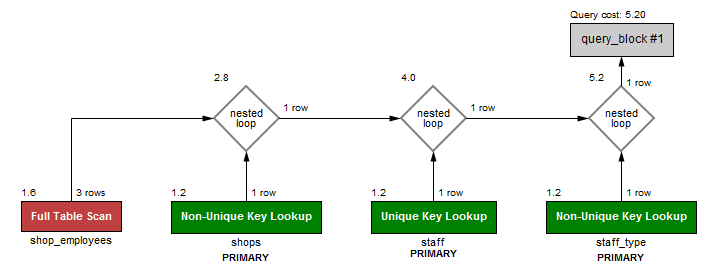 Query cost: 5.20
query_block #1
2.8
4.0
5.2
1 row
nested
loop
1 row
nested
loop
1 row
nested
loop
1.6
3 rows
1.2
1 row
1.2
1 row
1.2
1 row
Full Table Scan
Non-Unique Key Lookup
Unique Key Lookup
Non-Unique Key Lookup
shop_employees
shops
staff
staff_type
PRIMARY
PRIMARY
PRIMARY